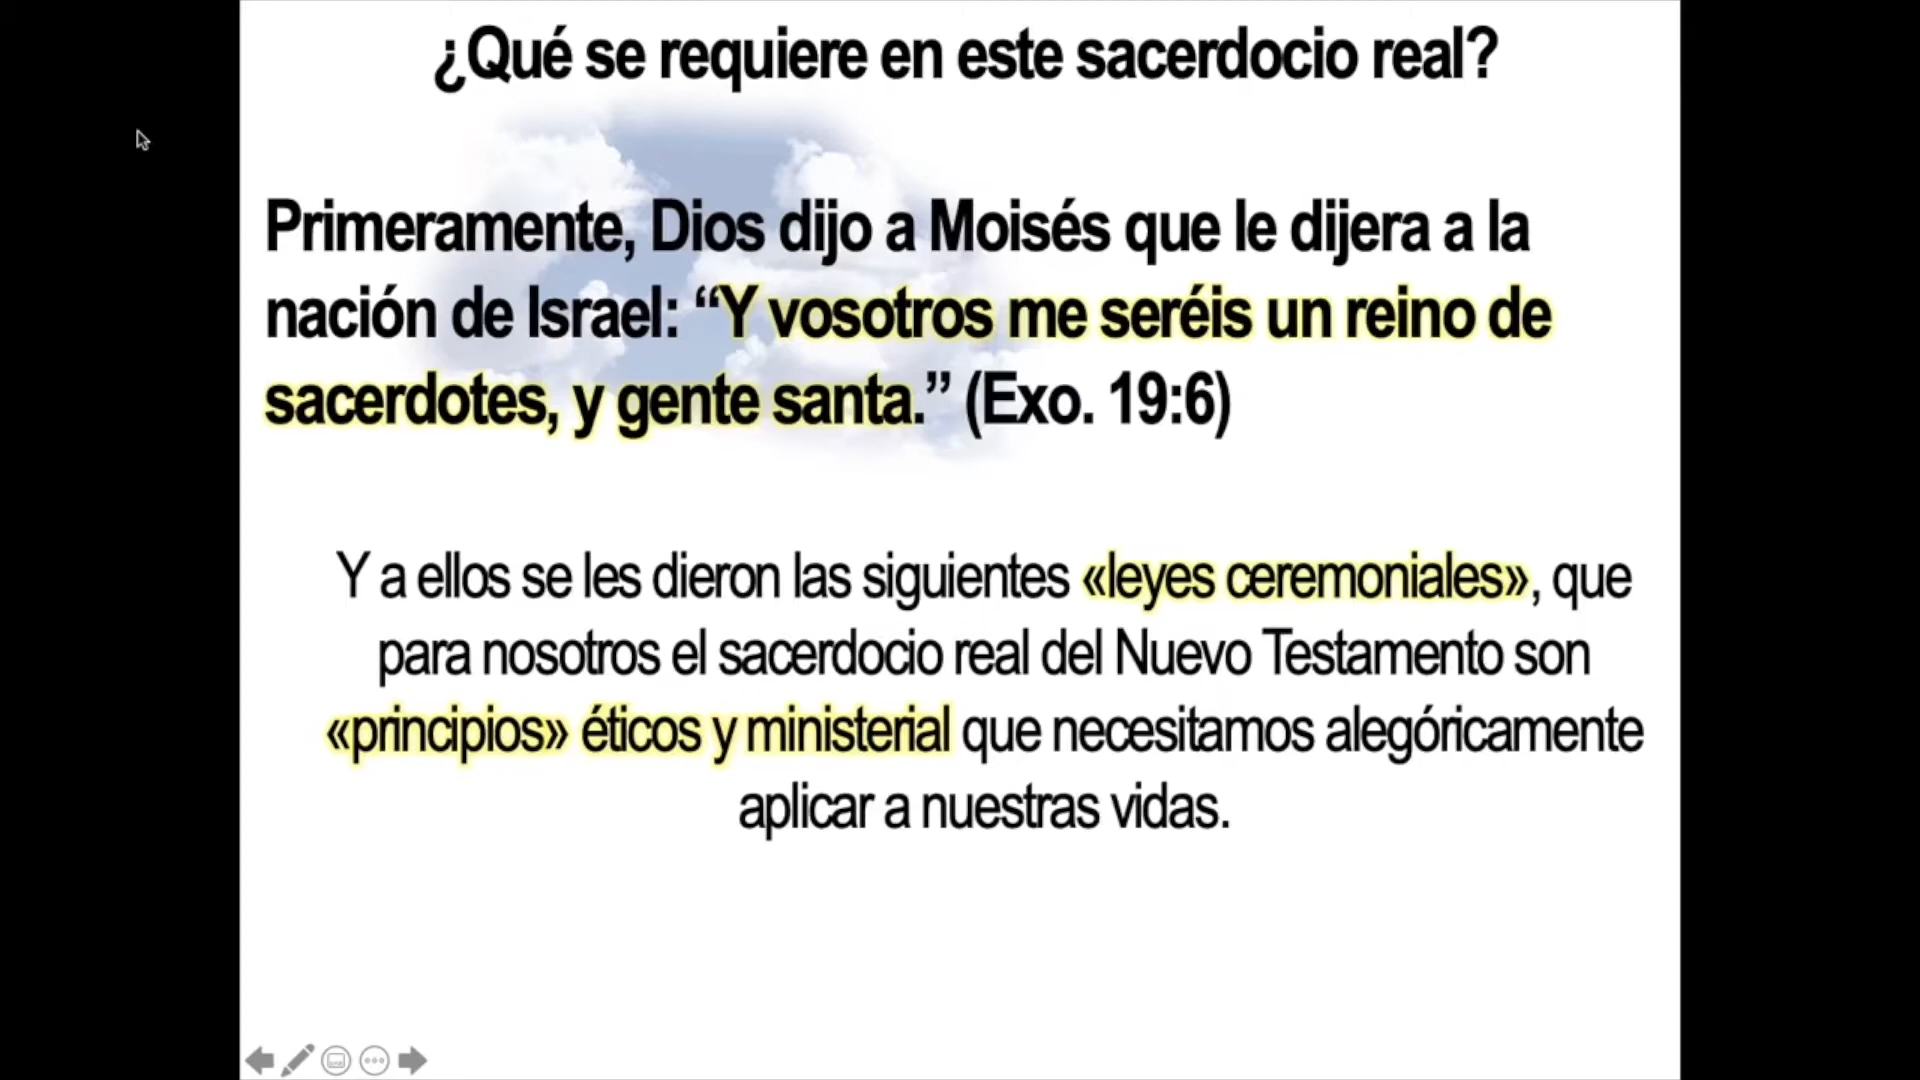 ¿Qué se requiere en este sacerdocio real?
Primeramente, Dios dijo a Moisés que le dijera a la
nación de Israel: “Y vosotros me seréis un reino de
sacerdotes, y gente santa.” (Exo. 19:6)
Y a ellos se les dieron las siguientes «leyes ceremoniales», que
para nosotros el sacerdocio real del Nuevo Testamento son
«principios» éticos y ministerial que necesitamos alegóricamente
aplicar a nuestras vidas.